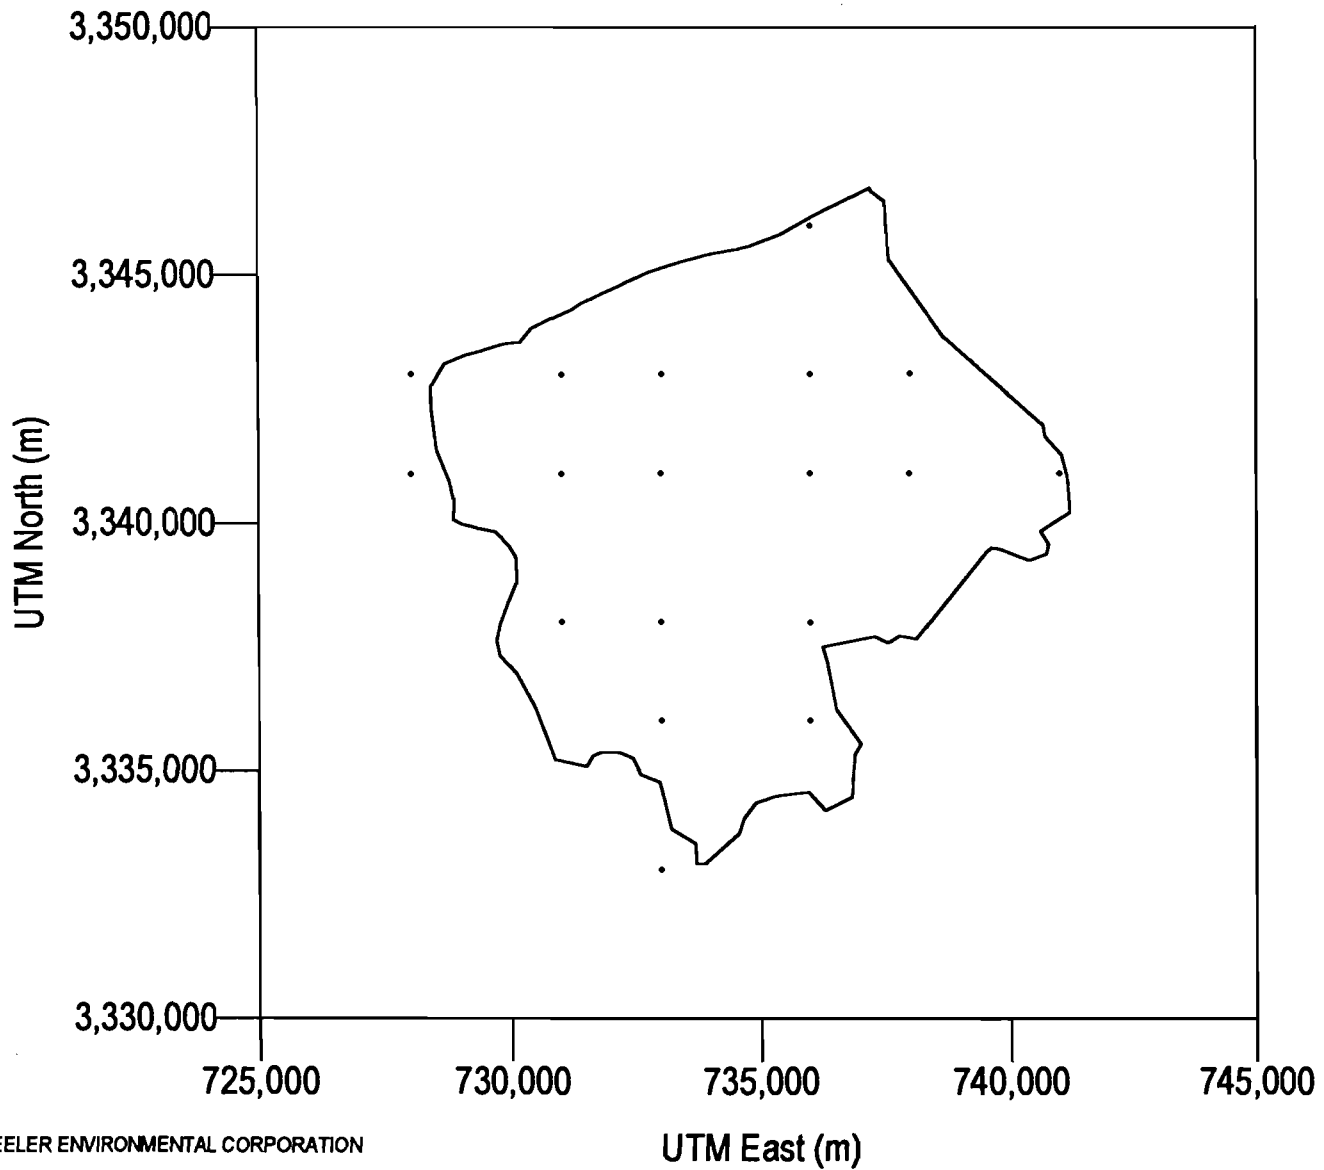 3,350,000
3,345,000
3,340,000
3,335,000
3,330,000
UTM North (m)
725,000 730,000 735,000 740,000 745,000
UTM East (m)
EELER ENVIRONMENTAL CORPORATION